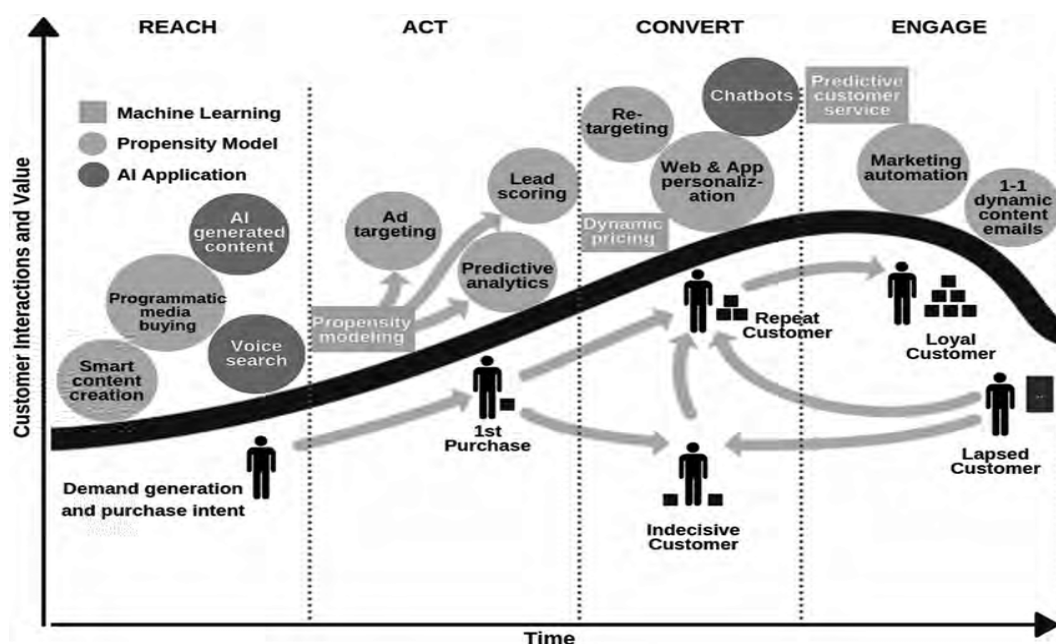 REACH
ACT
CONVERT
ENGAGE
Machine Learning
Propensity Model
AI Application
AI
generated
content
Programmatic
media
buying
Smart
content
creation
Voice
search
Ad
targeting
Lead
scoring
Predictive
analytics
Propensity
modeling
Re-
targeting
Chatbots
Web & App
personaliz-
ation
Dynamic
pricing
Predictive
customer
service
Marketing
automation
1-1
dynamic
content
emails
Demand generation
and purchase intent
1st
Purchase
Repeat
Customer
Indecisive
Customer
Loyal
Customer
Lapsed
Customer
Customer Interactions and Value
Time